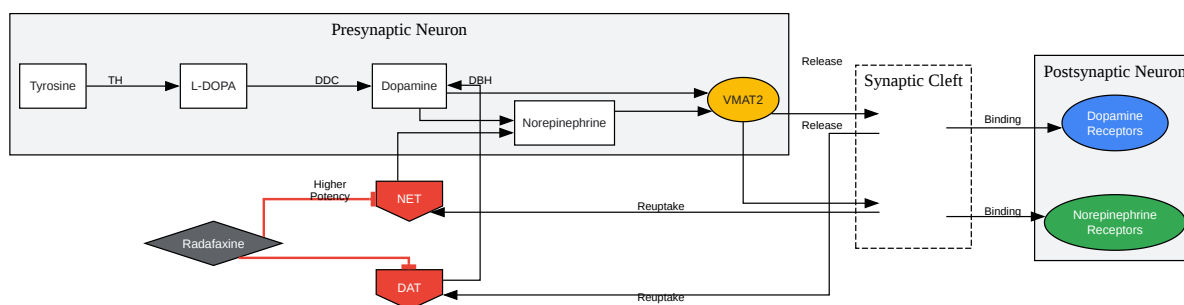 Presynaptic Neuron
Tyrosine
TH
L-DOPA
DDC
Dopamine
DBH
Norepinephrine
VMAT2
Release
Release
Synaptic Cleft
Binding
Binding
Postsynaptic Neuron
Dopamine
Receptors
Norepinephrine
Receptors
Higher
Potency
NET
Reuptake
Radafaxine
DAT
Reuptake